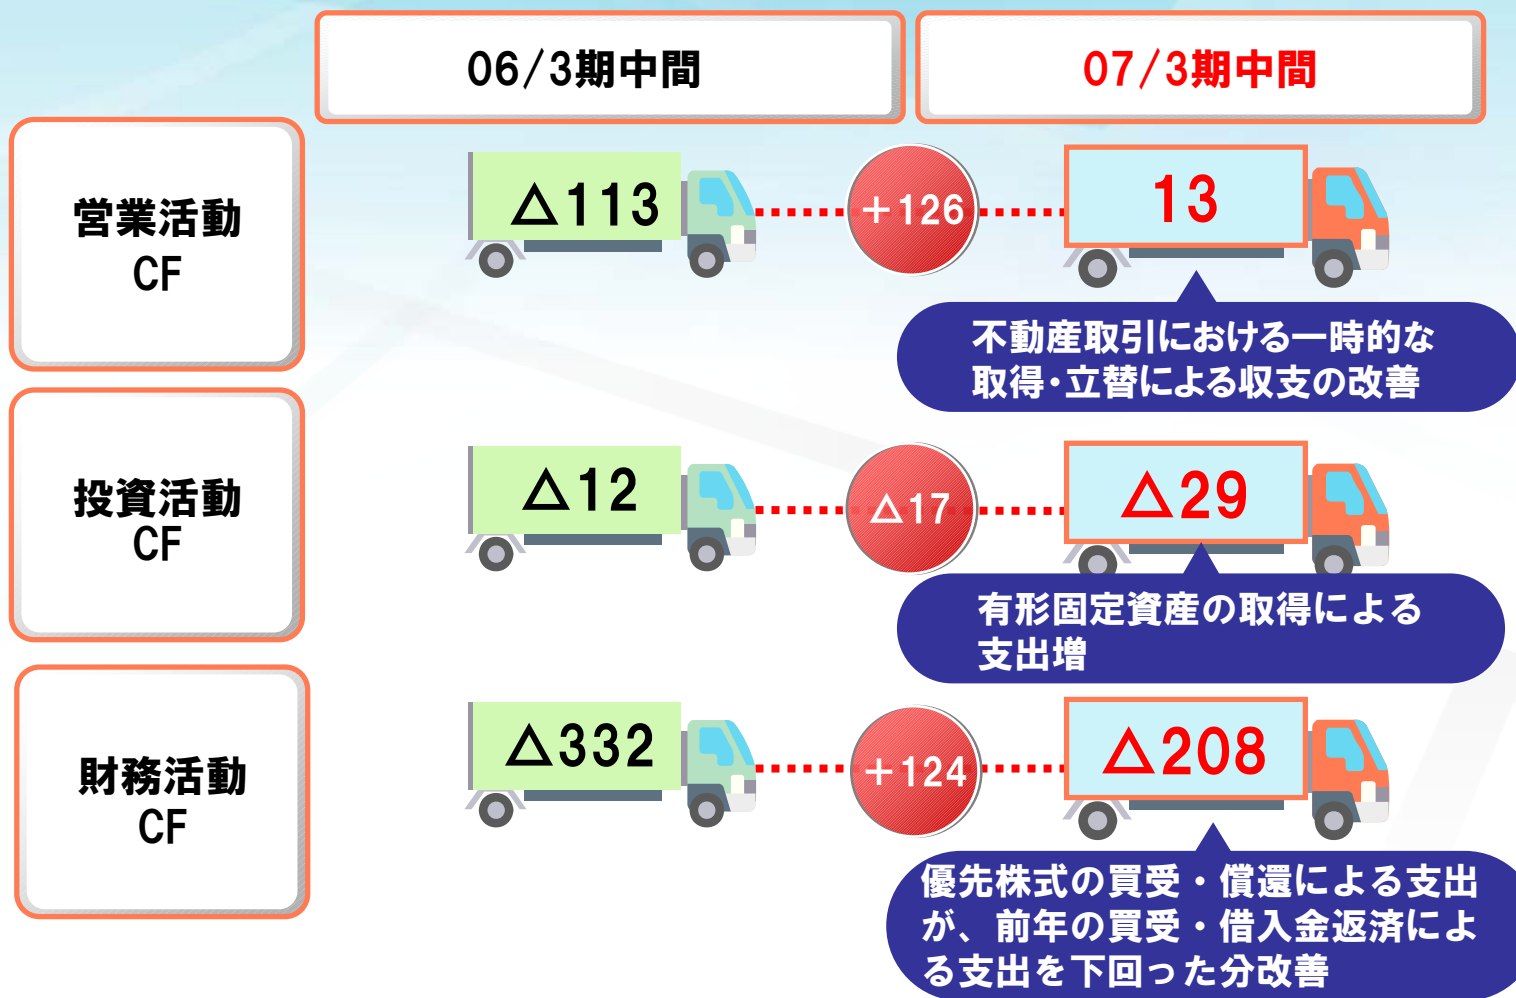 06/3期中間
07/3期中間
営業活動
CF
△113
+126
13
不動産取引における一時的な
取得・立替による収支の改善
投資活動
CF
△12
△17
△29
有形固定資産の取得による
支出増
財務活動
CF
△332
+124
△208
優先株式の買受・償還による支出
が、前年の買受・借入金返済によ
る支出を下回った分改善